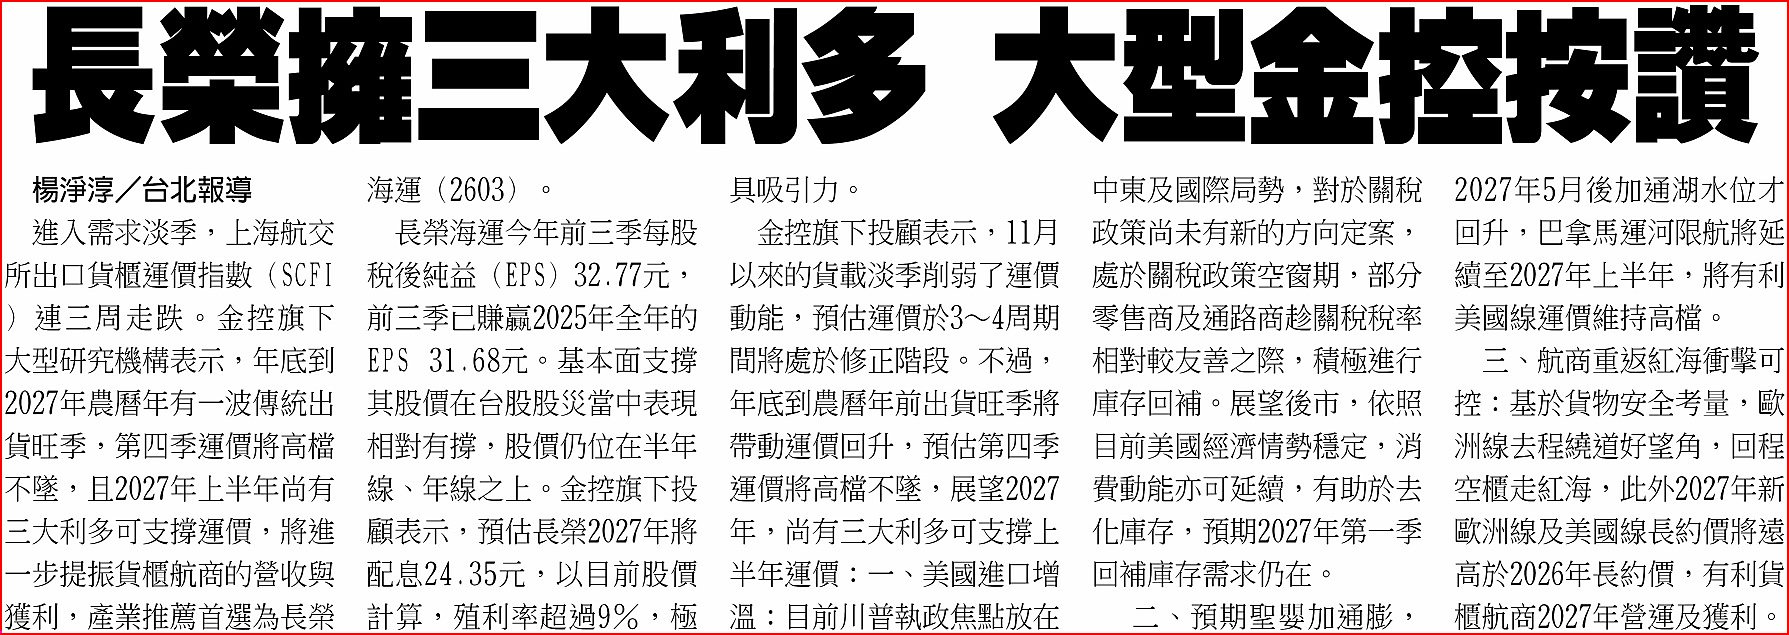 長榮擁三大利多 大型金控按讚
楊淨淳／台北報導
進入需求淡季，上海航交
所出口貨櫃運價指數（SCFI
）連三周走跌。金控旗下
大型研究機構表示，年底到
2027年農曆年有一波傳統出
貨旺季，第四季運價將高檔
不墜，且2027年上半年尚有
三大利多可支撐運價，將進
一步提振貨櫃航商的營收與
獲利，產業推薦首選為長榮
海運（2603）。
長榮海運今年前三季每股
稅後純益（EPS）32.77元，
前三季已賺贏2025年全年的
EPS 31.68元。基本面支撐
其股價在台股股災當中表現
相對有撐，股價仍位在半年
線、年線之上。金控旗下投
顧表示，預估長榮2027年將
配息24.35元，以目前股價
計算，殖利率超過9%，極
具吸引力。
金控旗下投顧表示，11月
以來的貨載淡季削弱了運價
動能，預估運價於3～4周期
間將處於修正階段。不過，
年底到農曆年前出貨旺季將
帶動運價回升，預估第四季
運價將高檔不墜，展望2027
年，尚有三大利多可支撐上
半年運價：一、美國進口增
溫：目前川普執政焦點放在
中東及國際局勢，對於關稅
政策尚未有新的方向定案，
處於關稅政策空窗期，部分
零售商及通路商趁關稅稅率
相對較友善之際，積極進行
庫存回補。展望後市，依照
目前美國經濟情勢穩定，消
費動能亦可延續，有助於去
化庫存，預期2027年第一季
回補庫存需求仍在。
二、預期聖嬰加通膨，
2027年5月後加通湖水位才
回升，巴拿馬運河限航將延
續至2027年上半年，將有利
美國線運價維持高檔。
三、航商重返紅海衝擊可
控：基於貨物安全考量，歐
洲線去程繞道好望角，回程
空櫃走紅海，此外2027年新
歐洲線及美國線長約價將遠
高於2026年長約價，有利貨
櫃航商2027年營運及獲利。